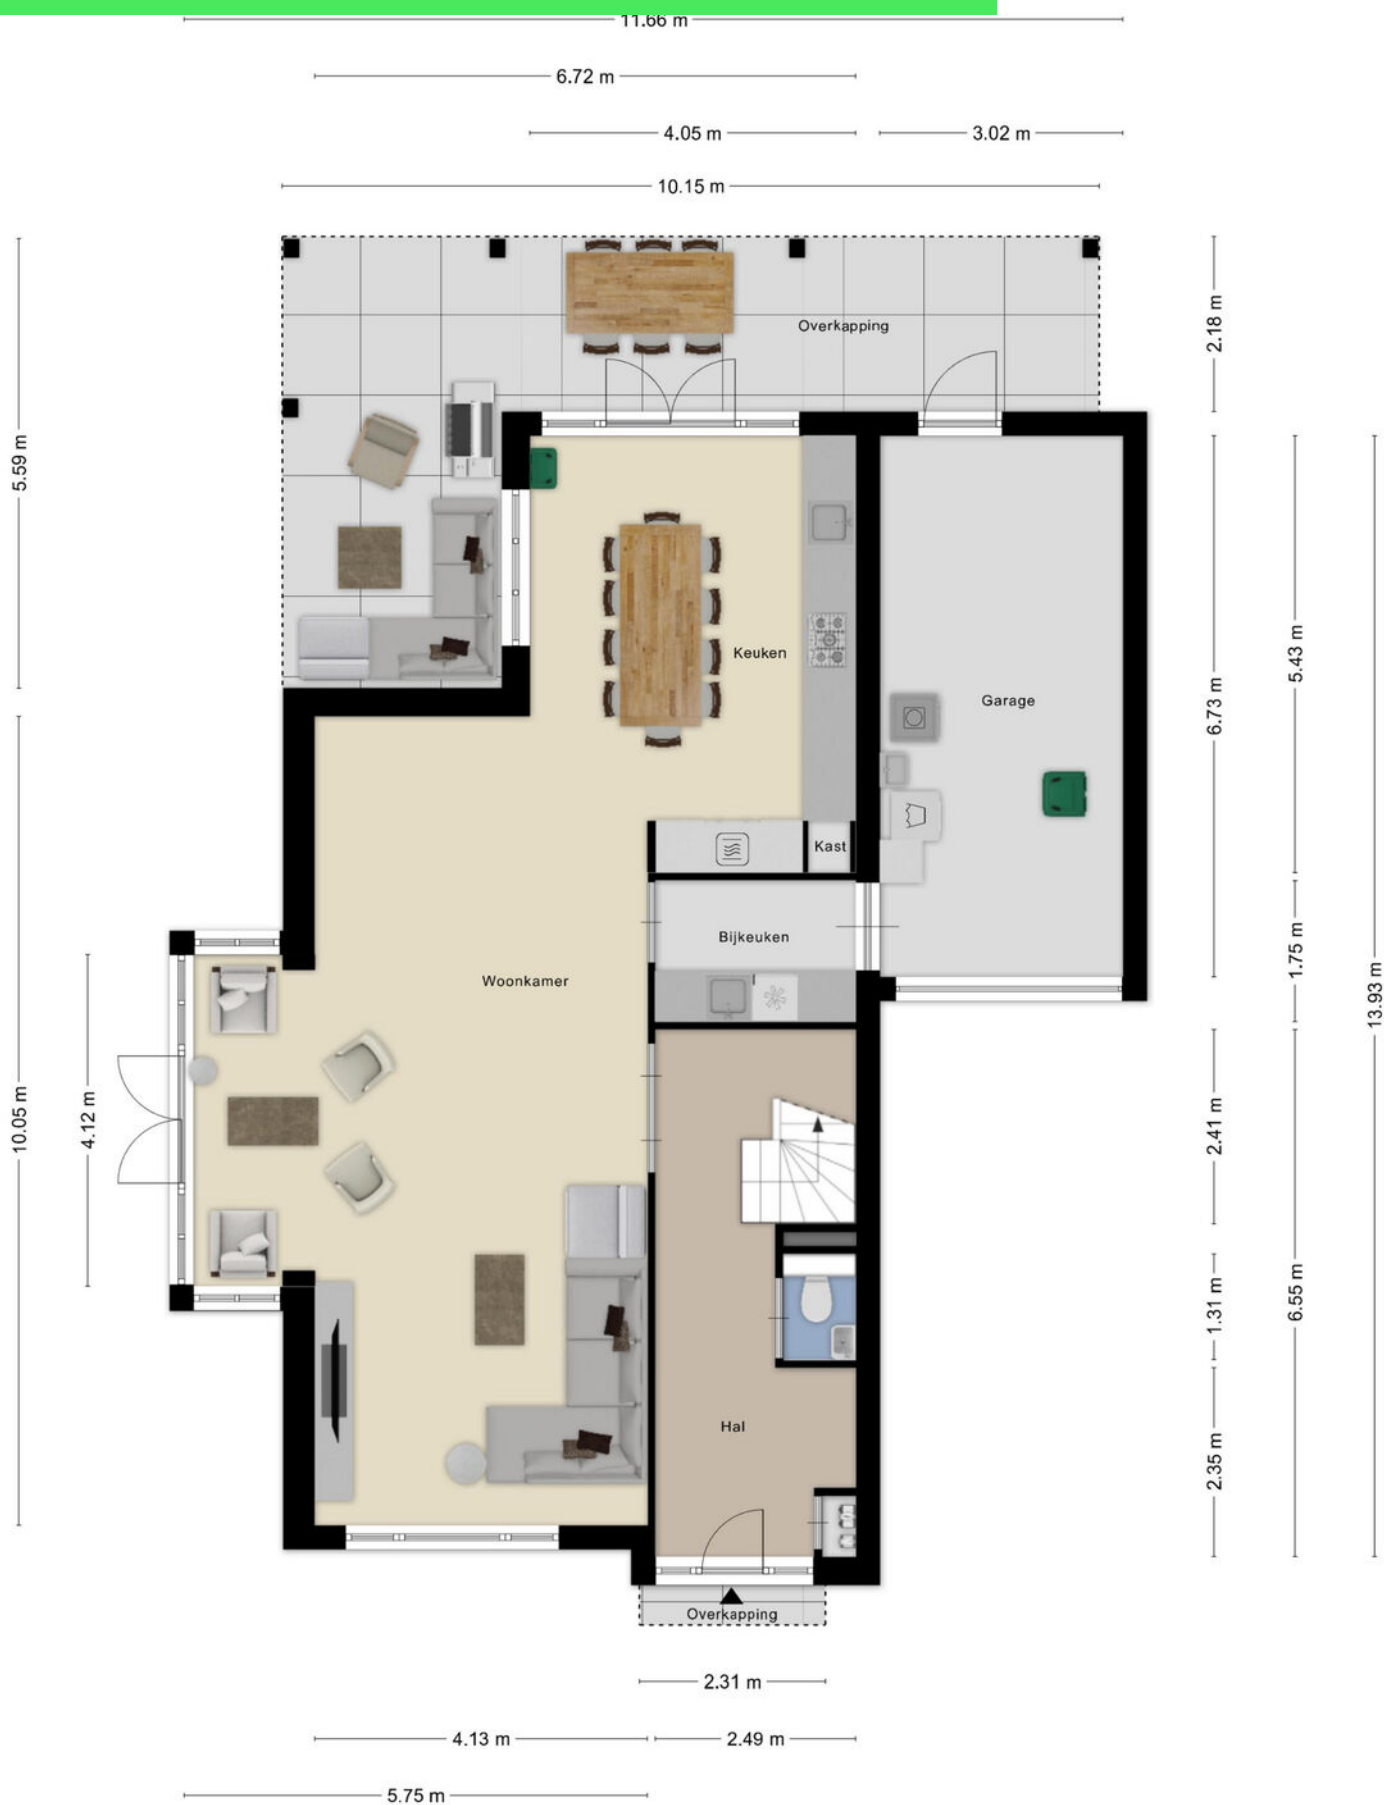 11.66 m
6.72 m
4.05 m
3.02 m
10.15 m
2.18 m
Overkapping
5.59 m
5.43 m
Keuken
Garage
6.73 m
Kast
Bijkeuken
1.75 m
Woonkamer
13.93 m
10.05 m
4.12 m
2.41 m
1.31 m
6.55 m
Hal
2.35 m
Overkapping
2.31 m
4.13 m
2.49 m
5.75 m